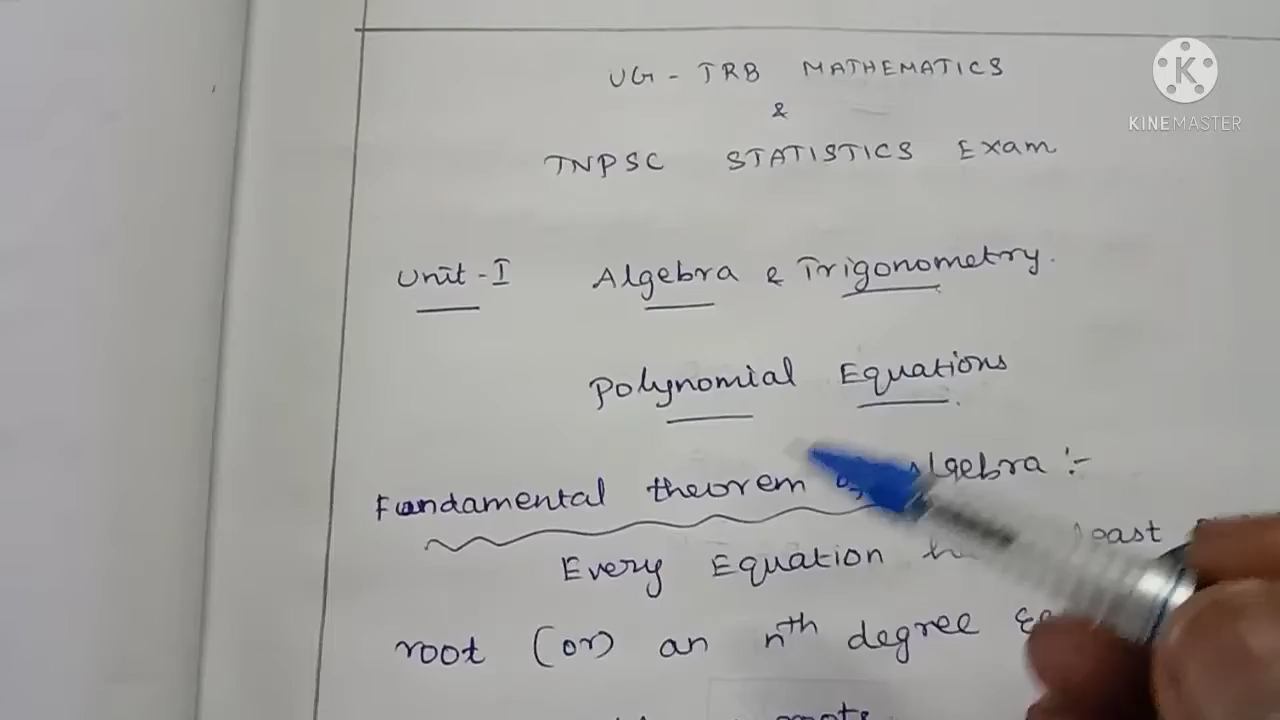 UG - TRB MATHEMATICS
&
TNPSC STATISTICS Exam
KINEMASTER
Unit - I Algebra & Trigonometry.
Polynomial Equations.
Fundamental theorem Algebra :-
Every Equation
root (or) an nth degree